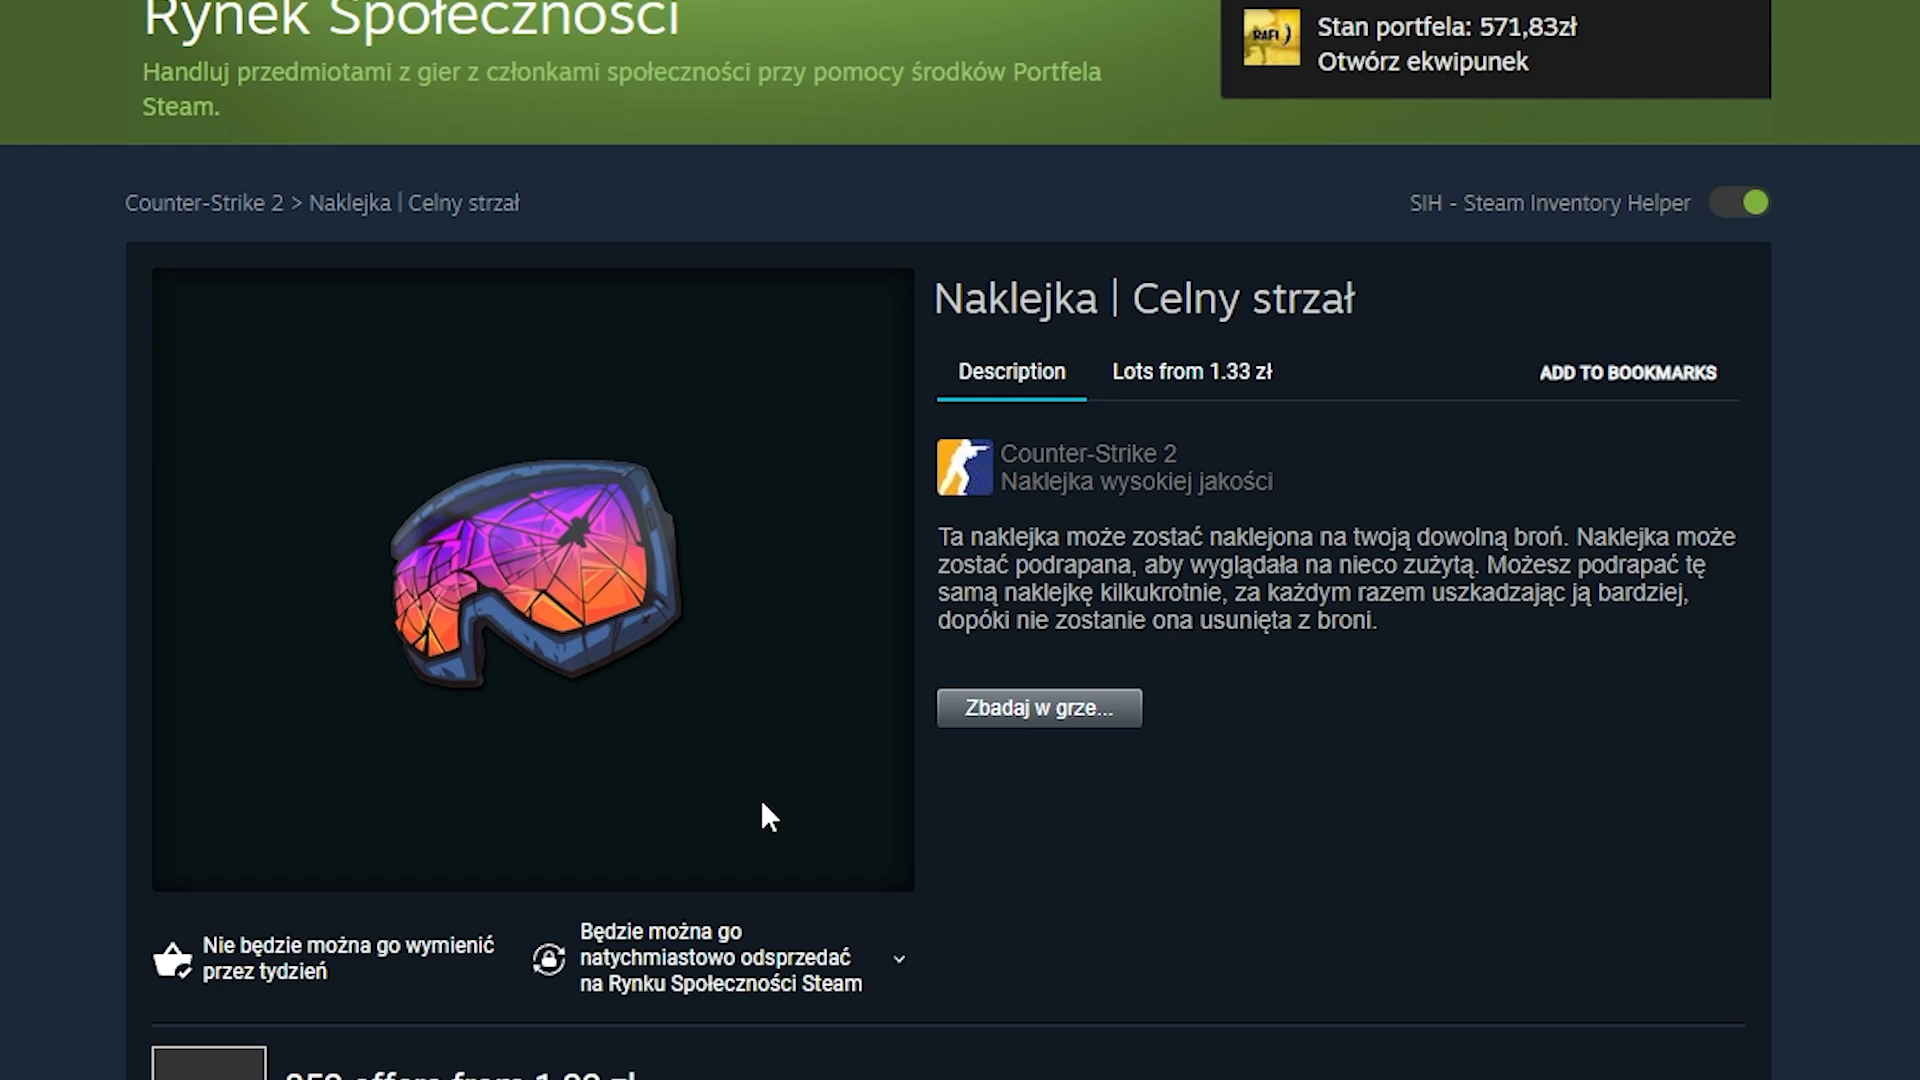 Rynek Społeczności
Handluj przedmiotami z gier z członkami społeczności przy pomocy środków Portfela
Steam.
RAFI )
Stan portfela: 571,83zł
Otwórz ekwipunek
Counter-Strike 2 > Naklejka | Celny strzał
SIH - Steam Inventory Helper
Naklejka | Celny strzał
Description
Lots from 1.33 zł
ADD TO BOOKMARKS
Counter-Strike 2
Naklejka wysokiej jakości
Ta naklejka może zostać naklejona na twoją dowolną broń. Naklejka może
zostać podrapana, aby wyglądała na nieco zużytą. Możesz podrapać tę
samą naklejkę kilkukrotnie, za każdym razem uszkadzając ją bardziej,
dopóki nie zostanie ona usunięta z broni.
Zbadaj w grze...
Nie będzie można go wymienić
przez tydzień
Będzie można go
natychmiastowo odsprzedać
na Rynku Społeczności Steam
offers from
zł